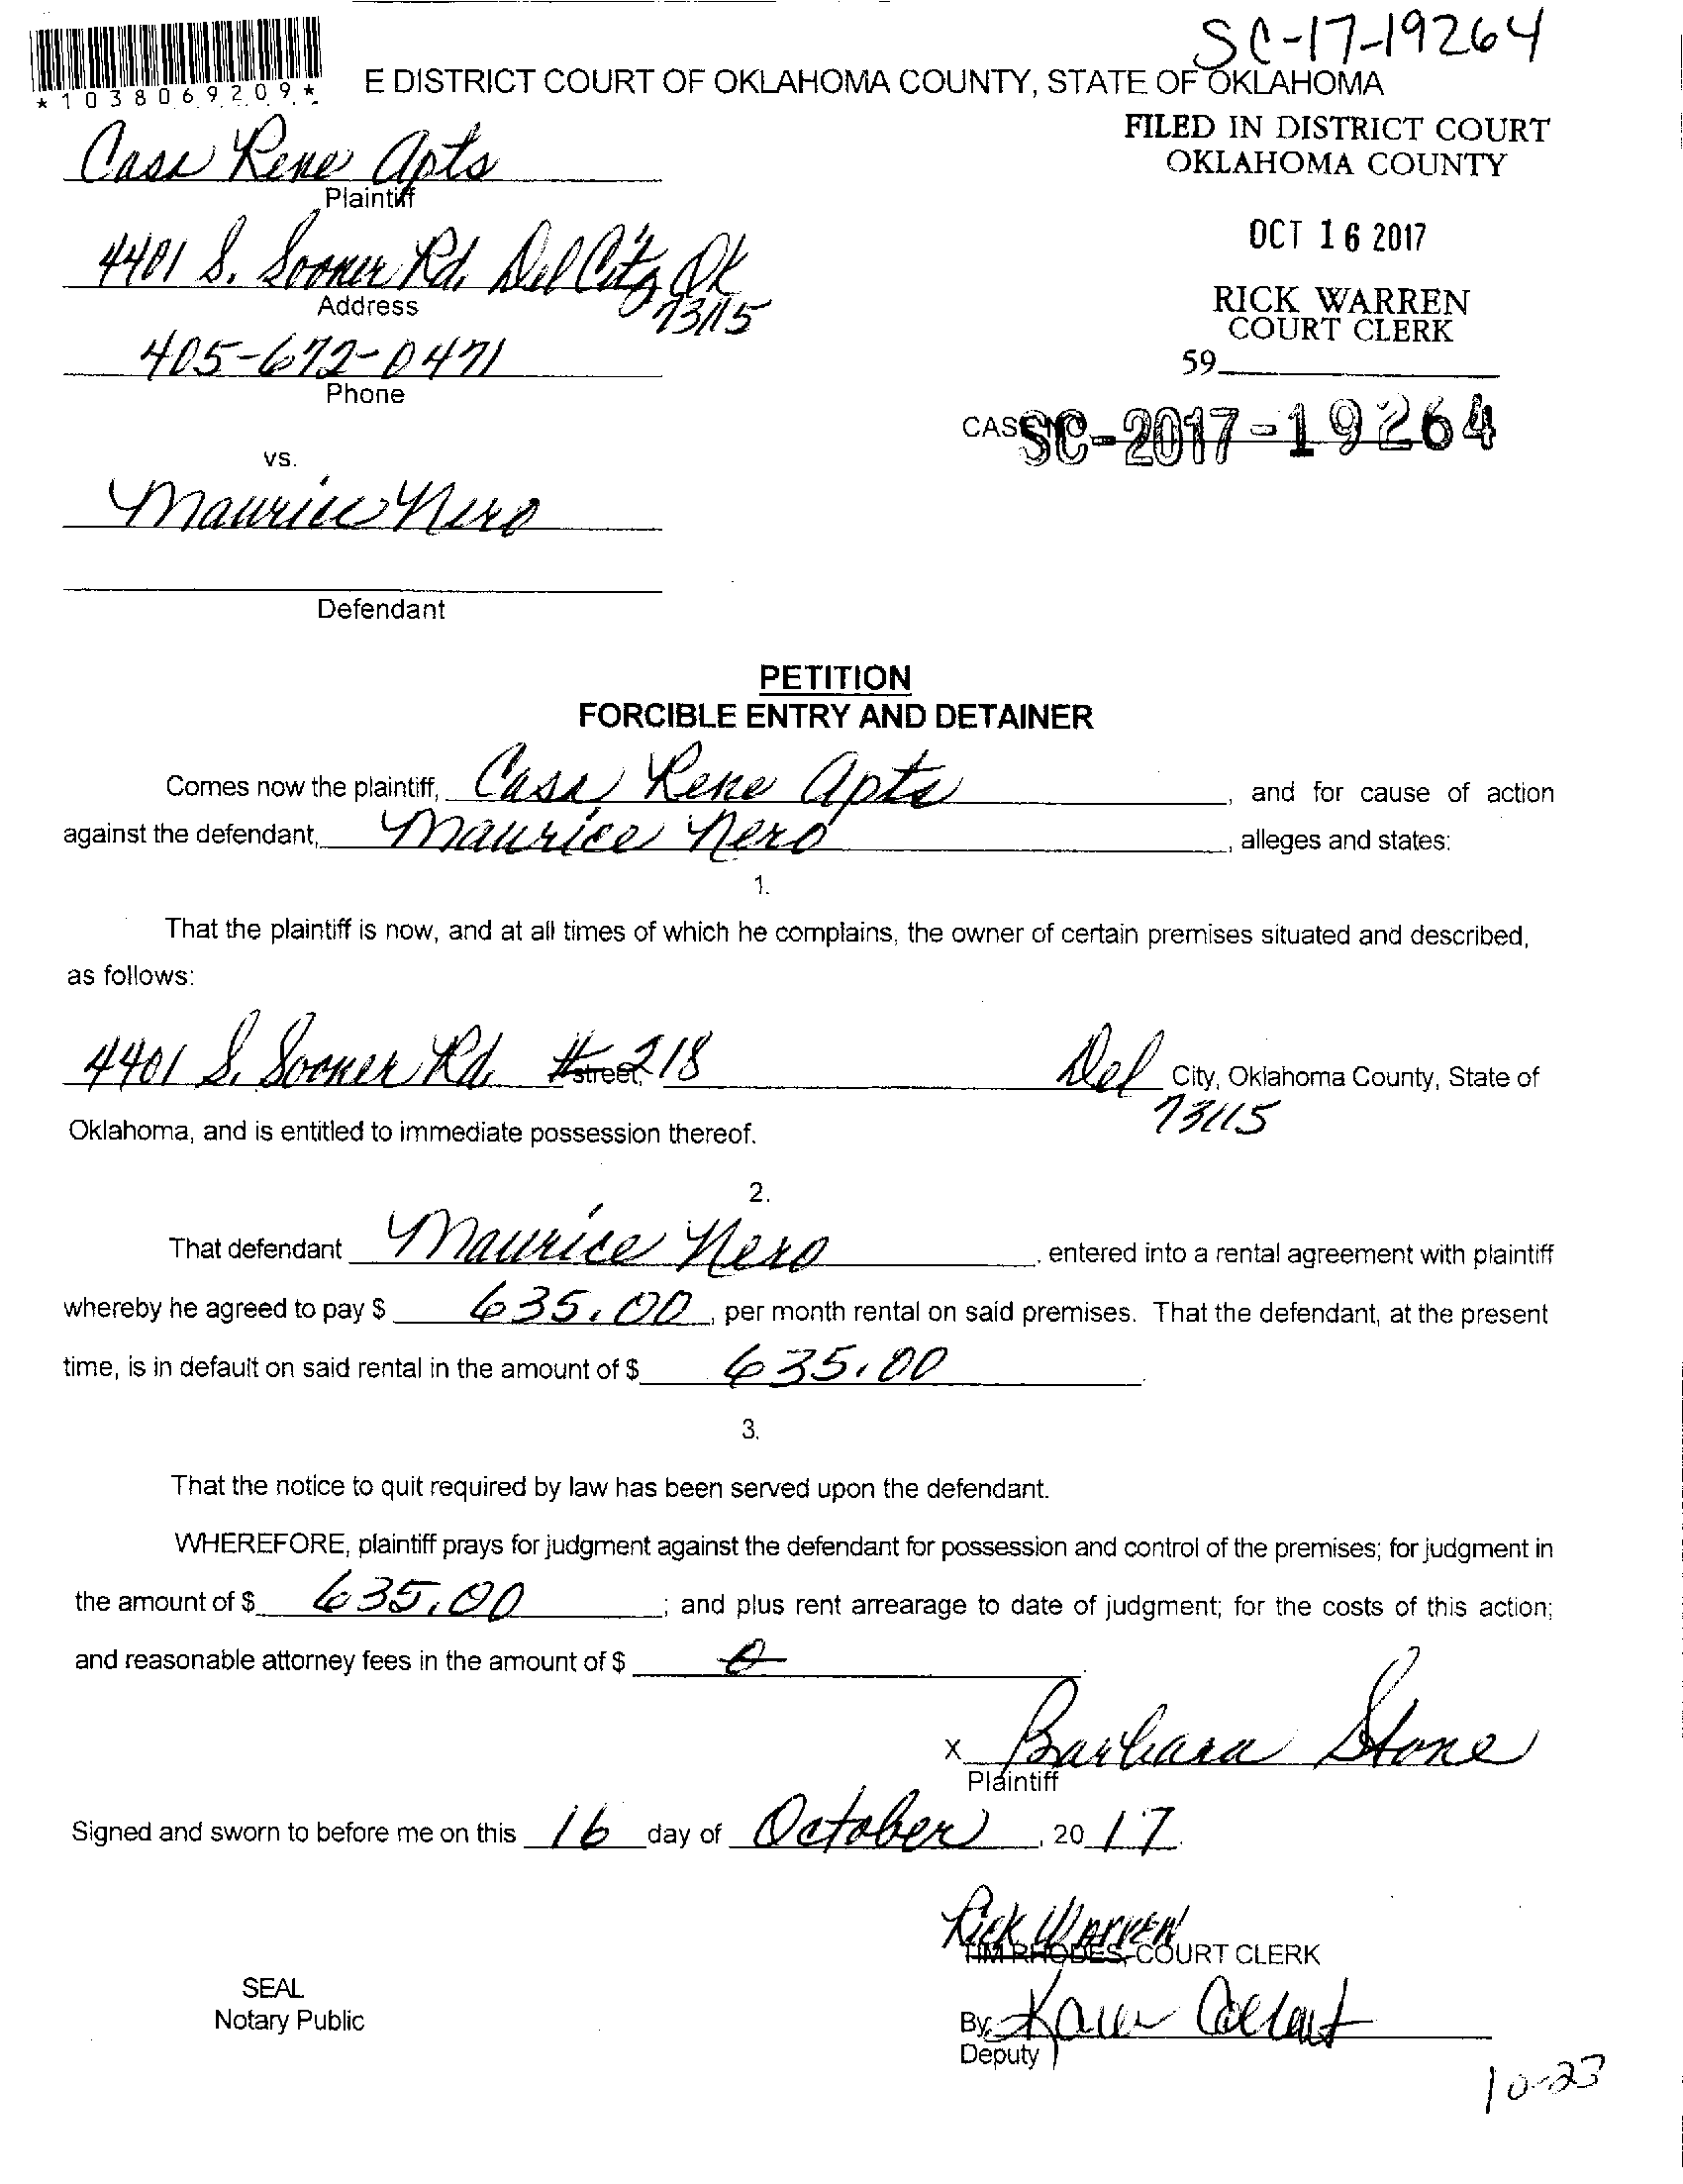 SC-17-19264
*1038069209*
E DISTRICT COURT OF OKLAHOMA COUNTY, STATE OF OKLAHOMA
FILED IN DISTRICT COURT
OKLAHOMA COUNTY
Casa Rene Apts
Plaintiff
OCT 16 2017
4401 S. Sooner Rd. Del City Ok
73115
Address
RICK WARREN
COURT CLERK
405-672-0471
Phone
59
CASE NO. SC-2017-19264
vs.
Maurice Nero
Defendant
PETITION
FORCIBLE ENTRY AND DETAINER
Comes now the plaintiff, Casa Rene Apts, and for cause of action
against the defendant, Maurice Nero, alleges and states:
1.
That the plaintiff is now, and at all times of which he complains, the owner of certain premises situated and described,
as follows:
4401 S. Sooner Rd. #218 street, Del City, Oklahoma County, State of
73115
Oklahoma, and is entitled to immediate possession thereof.
2.
That defendant Maurice Nero, entered into a rental agreement with plaintiff
whereby he agreed to pay $ 635.00, per month rental on said premises. That the defendant, at the present
time, is in default on said rental in the amount of $ 635.00.
3.
That the notice to quit required by law has been served upon the defendant.
WHEREFORE, plaintiff prays for judgment against the defendant for possession and control of the premises; for judgment in
the amount of $ 635.00; and plus rent arrearage to date of judgment; for the costs of this action;
and reasonable attorney fees in the amount of $ 0.
x Barbara Stone
Plaintiff
Signed and sworn to before me on this 16 day of October, 20 17.
Rick Warren
TIM RHODES, COURT CLERK
SEAL
Notary Public
By: Karen
Deputy
10-23